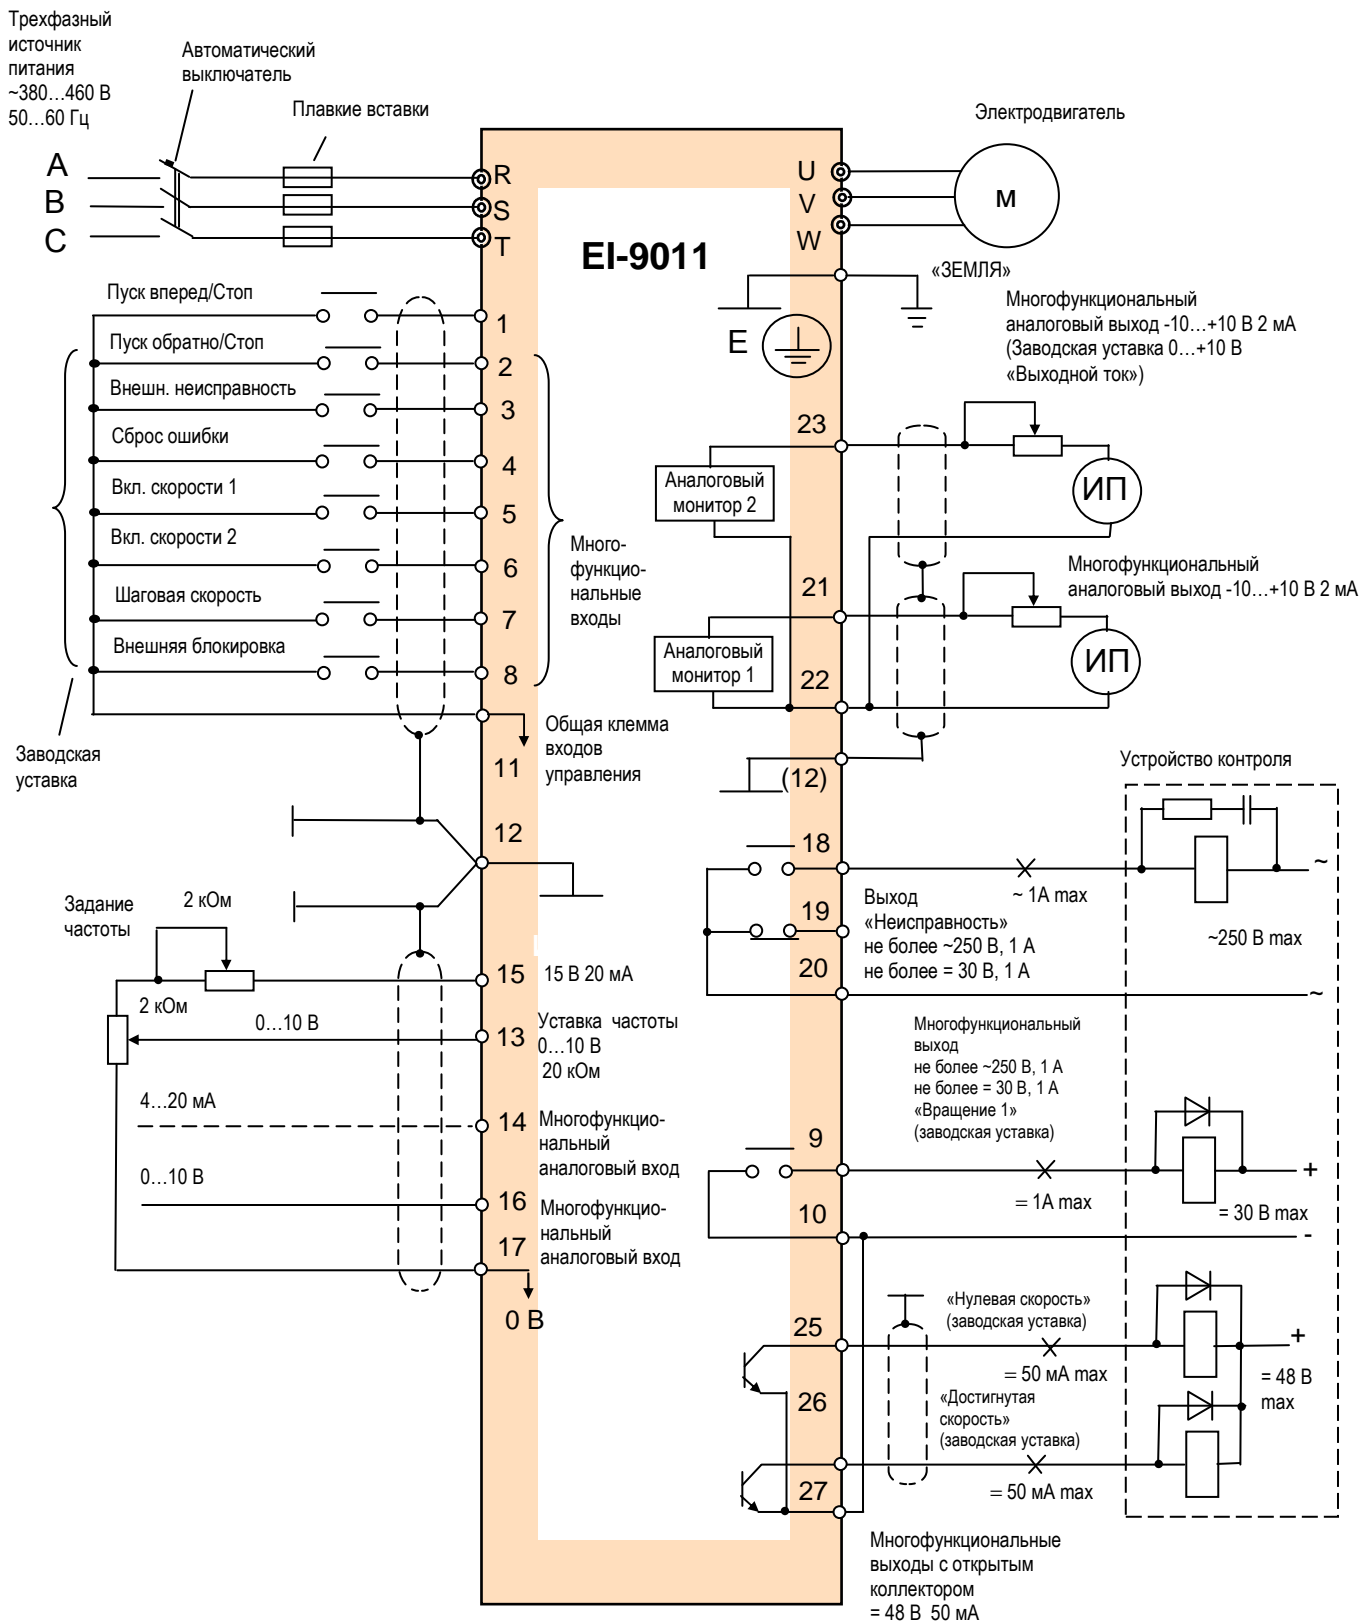 Трехфазный
источник
питания
~380…460 В
50…60 Гц
Автоматический
выключатель
Плавкие вставки
Электродвигатель
A
B
C
R
S
T
U
V
W
м
EI-9011
«ЗЕМЛЯ»
E
Пуск вперед/Стоп
1
Пуск обратно/Стоп
2
Внешн. неисправность
3
Сброс ошибки
4
Вкл. скорости 1
5
Вкл. скорости 2
6
Шаговая скорость
7
Внешняя блокировка
8
Много-
функцио-
нальные
входы
Заводская
уставка
11
Общая клемма
входов
управления
12
Многофункциональный
аналоговый выход -10…+10 В 2 мА
(Заводская уставка 0…+10 В
«Выходной ток»)
23
Аналоговый
монитор 2
ИП
Многофункциональный
аналоговый выход -10…+10 В 2 мА
21
Аналоговый
монитор 1
22
ИП
(12)
Устройство контроля
18
~
~ 1А max
19
Выход
«Неисправность»
не более ~250 В, 1 А
не более = 30 В, 1 А
~250 В max
20
~
Задание
частоты
2 кОм
15
15 В 20 мА
2 кОм
0…10 В
13
Уставка частоты
0…10 В
20 кОм
4…20 мА
14
Многофункцио-
нальный
аналоговый вход
0…10 В
16
Многофункцио-
нальный
аналоговый вход
17
0 В
Многофункциональный
выход
не более ~250 В, 1 А
не более = 30 В, 1 А
«Вращение 1»
(заводская уставка)
9
+
= 1А max
10
= 30 В max
-
25
«Нулевая скорость»
(заводская уставка)
+
= 50 мА max
= 48 В
max
26
«Достигнутая
скорость»
(заводская уставка)
27
= 50 мА max
Многофункциональные
выходы с открытым
коллектором
= 48 В 50 мА